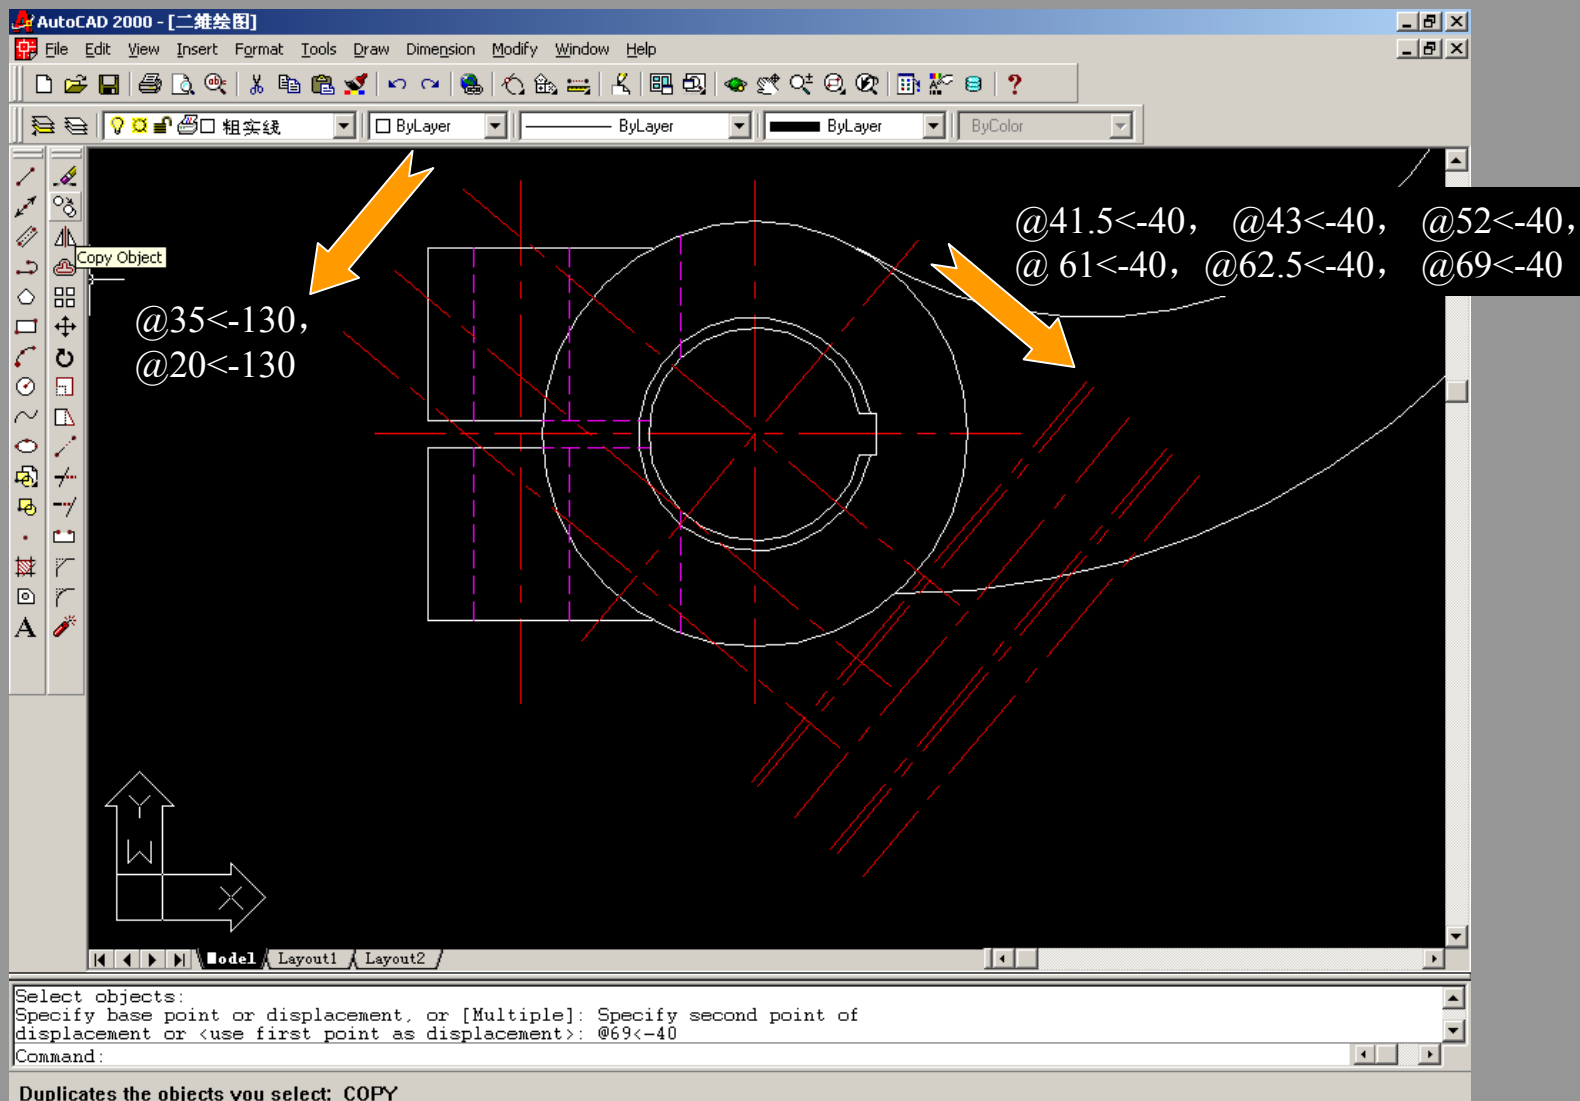 AutoCAD 2000 - [二维绘图]
File Edit View Insert Format Tools Draw Dimension Modify Window Help
粗实线 ByLayer ByLayer ByLayer ByColor
@41.5<-40， @43<-40， @52<-40，
@ 61<-40，@62.5<-40， @69<-40
Copy Object
@35<-130，
@20<-130
Y
W
X
A
Model Layout1 Layout2
Select objects:
Specify base point or displacement, or [Multiple]: Specify second point of
displacement or <use first point as displacement>: @69<-40
Command:
Duplicates the objects you select: COPY